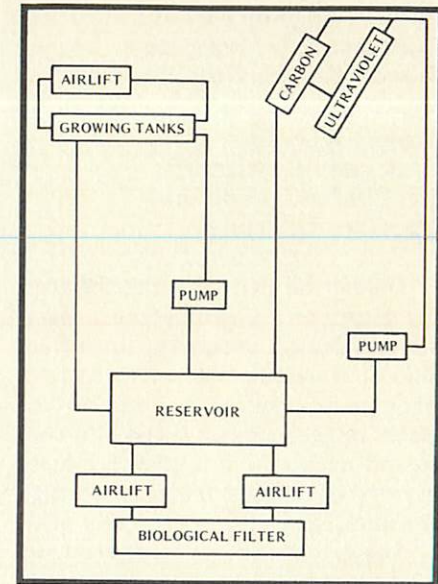 AIRLIFT
GROWING TANKS
CARBON
ULTRAVIOLET
PUMP
PUMP
RESERVOIR
AIRLIFT
AIRLIFT
BIOLOGICAL FILTER